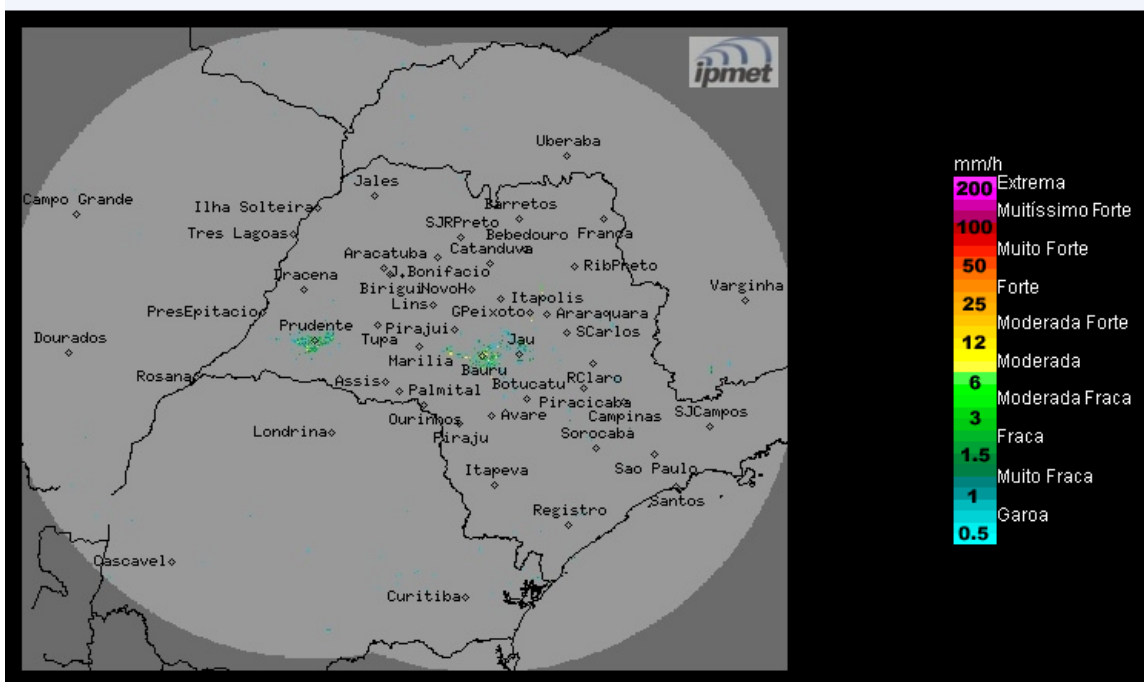 ipmet
Uberaba
Jales
Campo Grande
Ilha Solteira
Barretos
SJRPreto
Tres Lagoas
Bebedouro Franca
Aracatuba
Catanduva
J.Bonifacio
RibPreto
Dracena
Birigui
NovoH
Varginha
Itapolis
Lins
PresEpitacio
GPeixoto
Araraquara
Prudente
Pirajui
SCarlos
Dourados
Tupa
Jau
Marilia
Bauru
Rosana
Assis
Botucatu
RClaro
Palmital
Piracicaba
Ourinhos
Avare
Campinas
SJCampos
Londrina
Piraju
Sorocaba
Itapeva
Sao Paulo
Santos
Registro
Cascavel
Curitiba
mm/h
200 Extrema
Muitíssimo Forte
100
Muito Forte
50
Forte
25
Moderada Forte
12
Moderada
6
Moderada Fraca
3
Fraca
1.5
Muito Fraca
1
Garoa
0.5